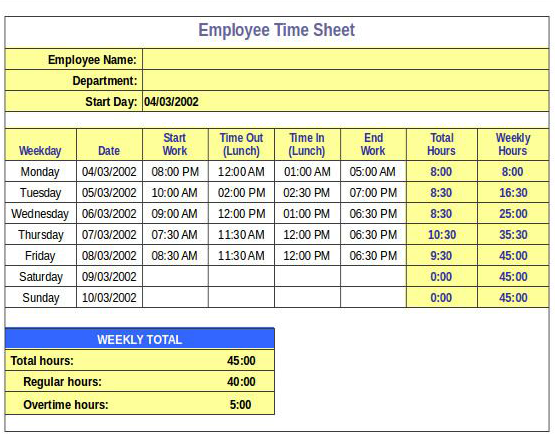 Employee Time Sheet
Employee Name:
Department:
Start Day: 04/03/2002
Weekday Date Start Work Time Out (Lunch) Time In (Lunch) End Work Total Hours Weekly Hours
Monday 04/03/2002 08:00 PM 12:00 AM 01:00 AM 05:00 AM 8:00 8:00
Tuesday 05/03/2002 10:00 AM 02:00 PM 02:30 PM 07:00 PM 8:30 16:30
Wednesday 06/03/2002 09:00 AM 12:00 PM 01:00 PM 06:30 PM 8:30 25:00
Thursday 07/03/2002 07:30 AM 11:30 AM 12:00 PM 06:30 PM 10:30 35:30
Friday 08/03/2002 08:30 AM 11:30 AM 12:00 PM 06:30 PM 9:30 45:00
Saturday 09/03/2002 0:00 45:00
Sunday 10/03/2002 0:00 45:00
WEEKLY TOTAL
Total hours: 45:00
Regular hours: 40:00
Overtime hours: 5:00